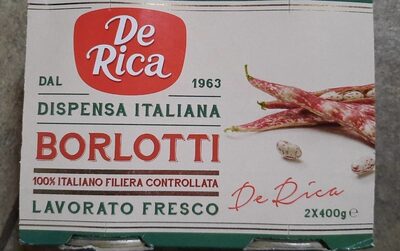 De
Rica
DAL 1963
DISPENSA ITALIANA
BORLOTTI
100% ITALIANO FILIERA CONTROLLATA
LAVORATO FRESCO
De Rica
2X400g e